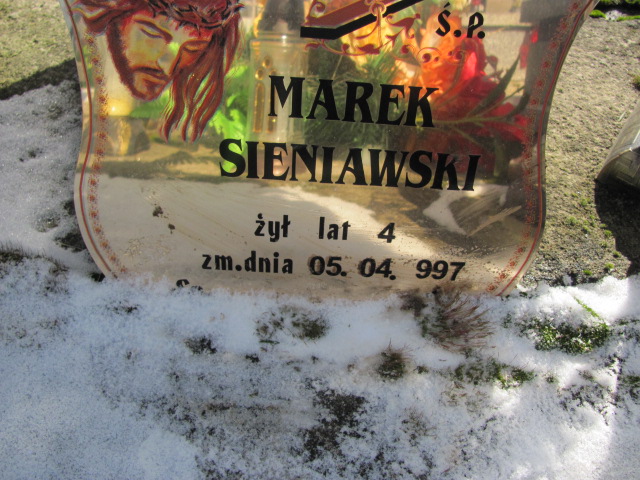 Ś.P.
MAREK
SIENIAWSKI
żył lat 4
zm.dnia 05. 04. 997